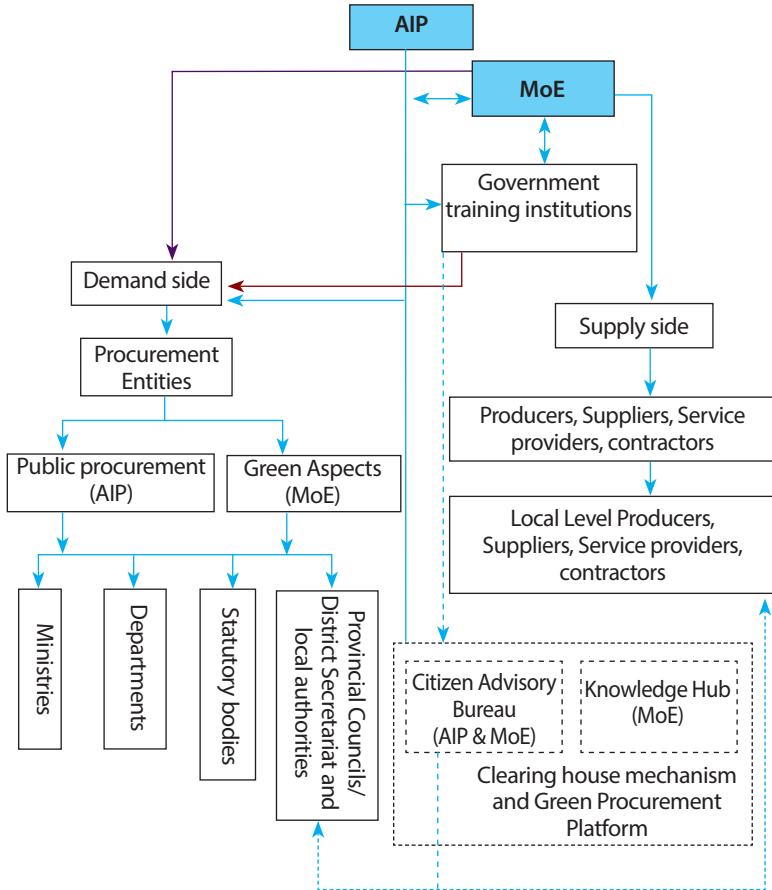 AIP
MoE
Government
training institutions
Demand side
Supply side
Procurement
Entities
Producers, Suppliers, Service
providers, contractors
Public procurement
(AIP)
Green Aspects
(MoE)
Local Level Producers,
Suppliers, Service providers,
contractors
Ministries
Departments
Statutory bodies
Provincial Councils/
District Secretariat and
local authorities
Citizen Advisory
Bureau
(AIP & MoE)
Knowledge Hub
(MoE)
Clearing house mechanism
and Green Procurement
Platform